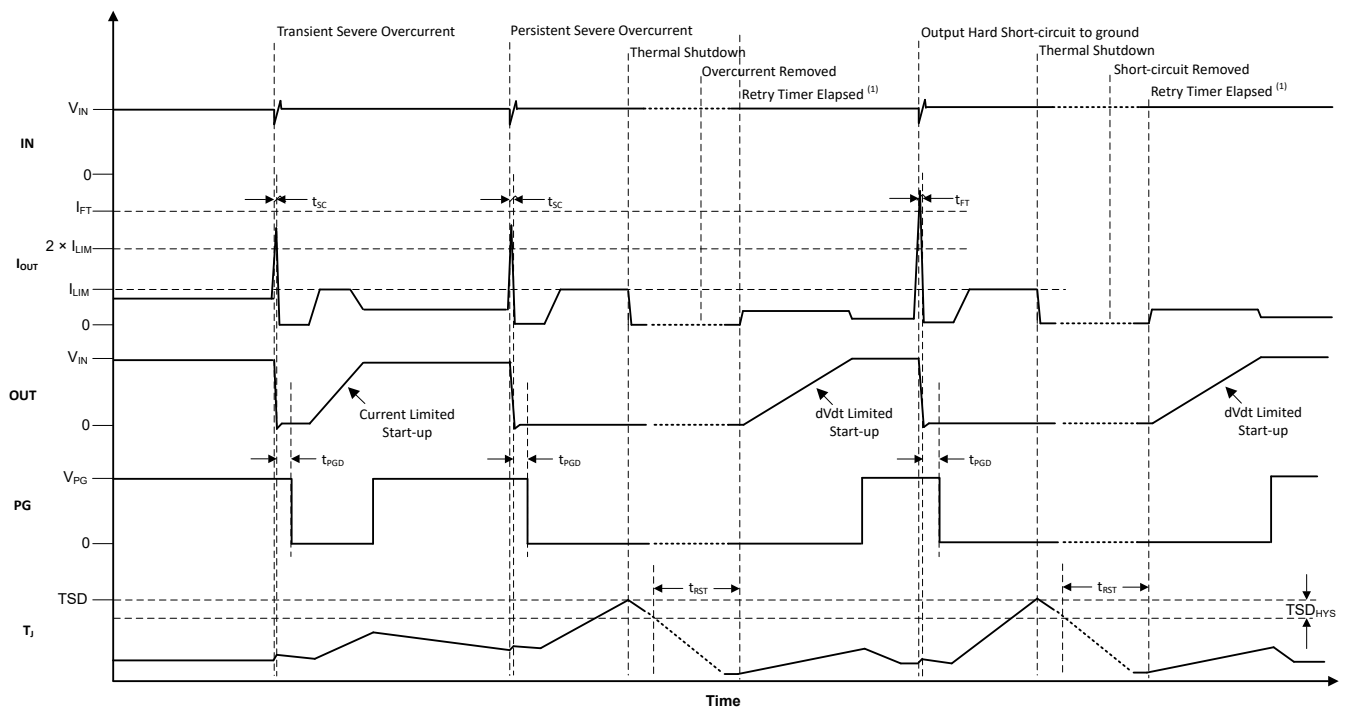 Transient Severe Overcurrent
Persistent Severe Overcurrent
Output Hard Short-circuit to ground
Thermal Shutdown
Thermal Shutdown
Overcurrent Removed
Short-circuit Removed
Retry Timer Elapsed (1)
Retry Timer Elapsed (1)
VIN
IN
0
tSC
tSC
tFT
IFT
2 × ILIM
IOUT
ILIM
0
VIN
OUT
Current Limited
Start-up
dVdt Limited
Start-up
dVdt Limited
Start-up
0
tPGD
tPGD
tPGD
VPG
PG
0
tRST
tRST
TSD
TSDHYS
TJ
Time